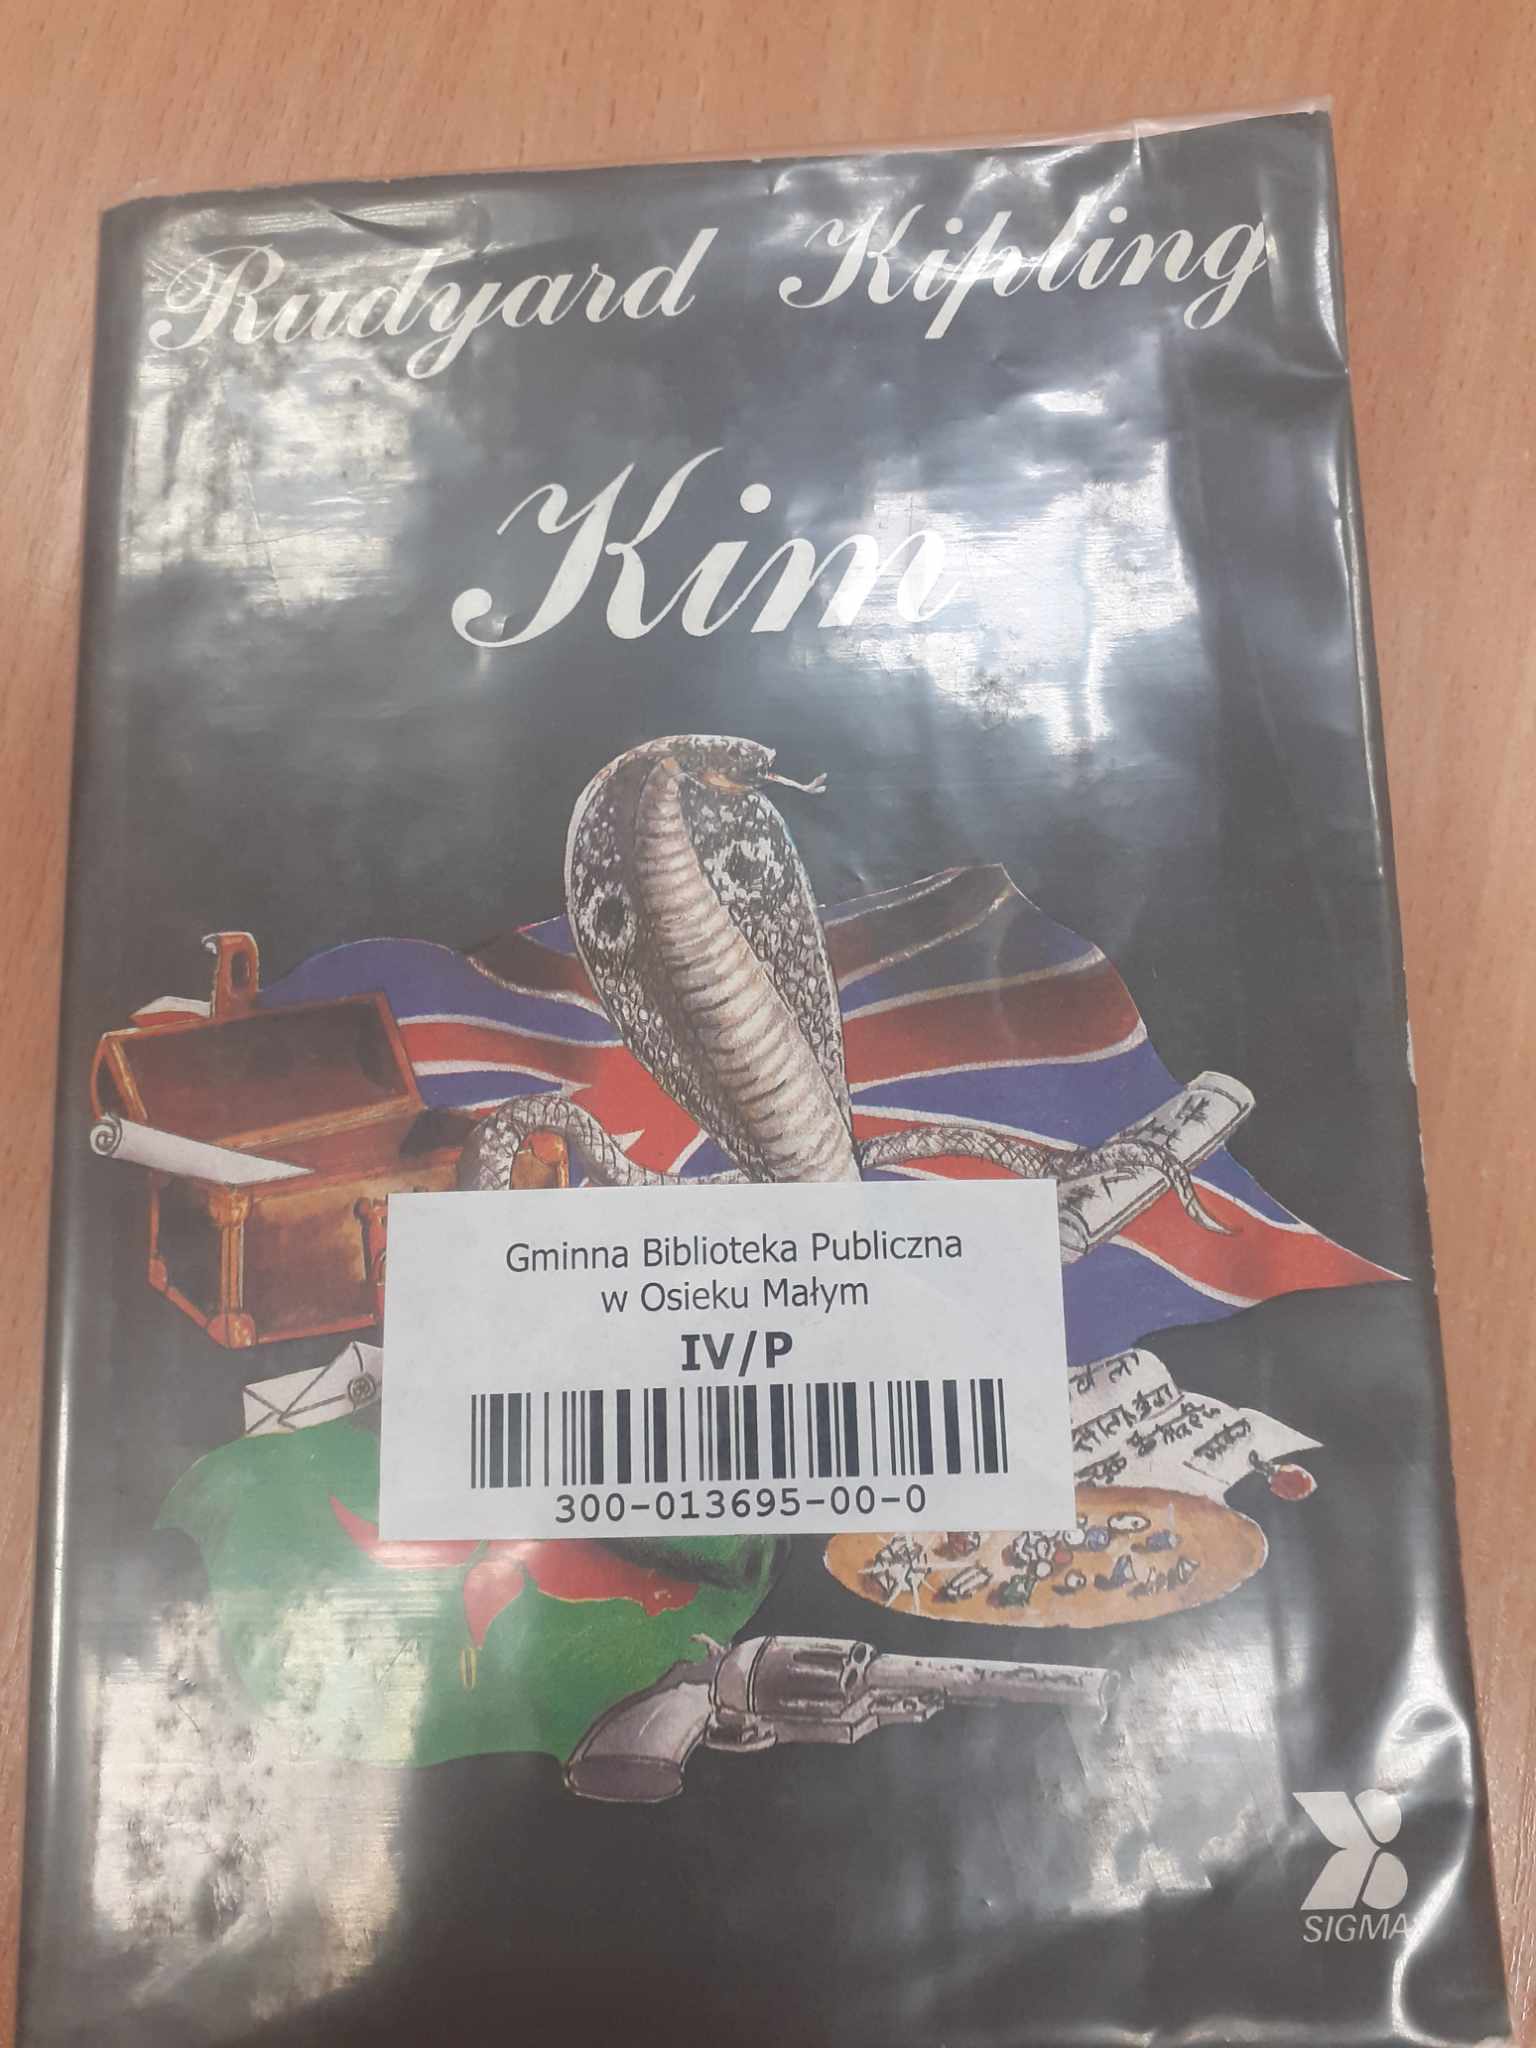 Rudyard Kipling
Kim
Gminna Biblioteka Publiczna
w Osieku Małym
IV/P
300-013695-00-0
SIGMA